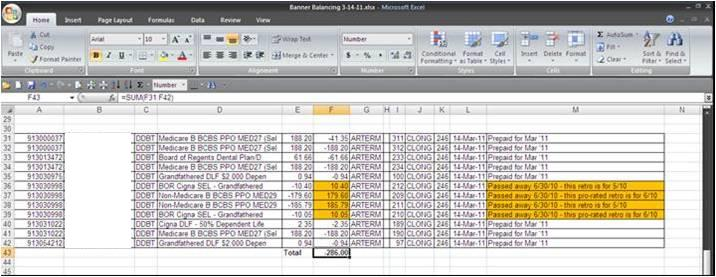 Banner Balancing 3-14-11.xlsx - Microsoft Excel
Home Insert Page Layout Formulas Data Review View
Cut
Copy
Paste Format Painter
Clipboard
Arial 10
Font
Wrap Text
Merge & Center
Alignment
Number
Number
Conditional Formatting Format as Table Cell Styles
Styles
Insert Delete Format
Cells
AutoSum
Fill
Clear
Sort & Filter Find & Select
Editing
Number
F43 =SUM(F31:F42)
A B C D E F G H I J K L M N
29
30
31 913000037 DDBT Medicare B BCBS PPO MED27 (Sel 188.20 -41.35 ARTERM 311 CLONG 246 14-Mar-11 Prepaid for Mar '11
32 913000037 DDBT Medicare B BCBS PPO MED27 (Sel 188.20 -188.20 ARTERM 312 CLONG 246 14-Mar-11 Prepaid for Mar '11
33 913013472 DDBT Board of Regents Dental Plan/D 61.66 -61.66 ARTERM 233 CLONG 246 14-Mar-11 Prepaid for Mar '11
34 913013472 DDBT Medicare B BCBS PPO MED27 (Sel 188.20 -188.20 ARTERM 234 CLONG 246 14-Mar-11 Prepaid for Mar '11
35 913030975 DDBT Grandfathered DLF $2,000 Depen 0.94 -0.94 ARTERM 100 CLONG 246 14-Mar-11 Prepaid for Mar '11
36 913030998 DDBT BOR Cigna SEL - Grandfathered -10.40 10.40 ARTERM 212 CLONG 246 14-Mar-11 Passed away 6/30/10 - this retro is for 5/10
37 913030998 DDBT Non-Medicare B BCBS PPO MED29 -179.60 179.60 ARTERM 209 CLONG 246 14-Mar-11 Passed away 6/30/10 - this pro-rated retro is for 6/10
38 913030998 DDBT Non-Medicare B BCBS PPO MED29 -185.79 185.79 ARTERM 211 CLONG 246 14-Mar-11 Passed away 6/30/10 - this retro is for 5/10
39 913030998 DDBT BOR Cigna SEL - Grandfathered -10.05 10.05 ARTERM 210 CLONG 246 14-Mar-11 Passed away 6/30/10 - this pro-rated retro is for 6/10
40 913031022 DDBT Cigna DLF - 50% Dependent Life 2.35 -2.35 ARTERM 189 CLONG 246 14-Mar-11 Prepaid for Mar '11
41 913031022 DDBT Medicare B BCBS PPO MED27 (Sel 188.20 -188.20 ARTERM 190 CLONG 246 14-Mar-11 Prepaid for Mar '11
42 913054212 DDBT Grandfathered DLF $2,000 Depen 0.94 -0.94 ARTERM 97 CLONG 246 14-Mar-11 Prepaid for Mar '11
43 Total -286.00
44
45